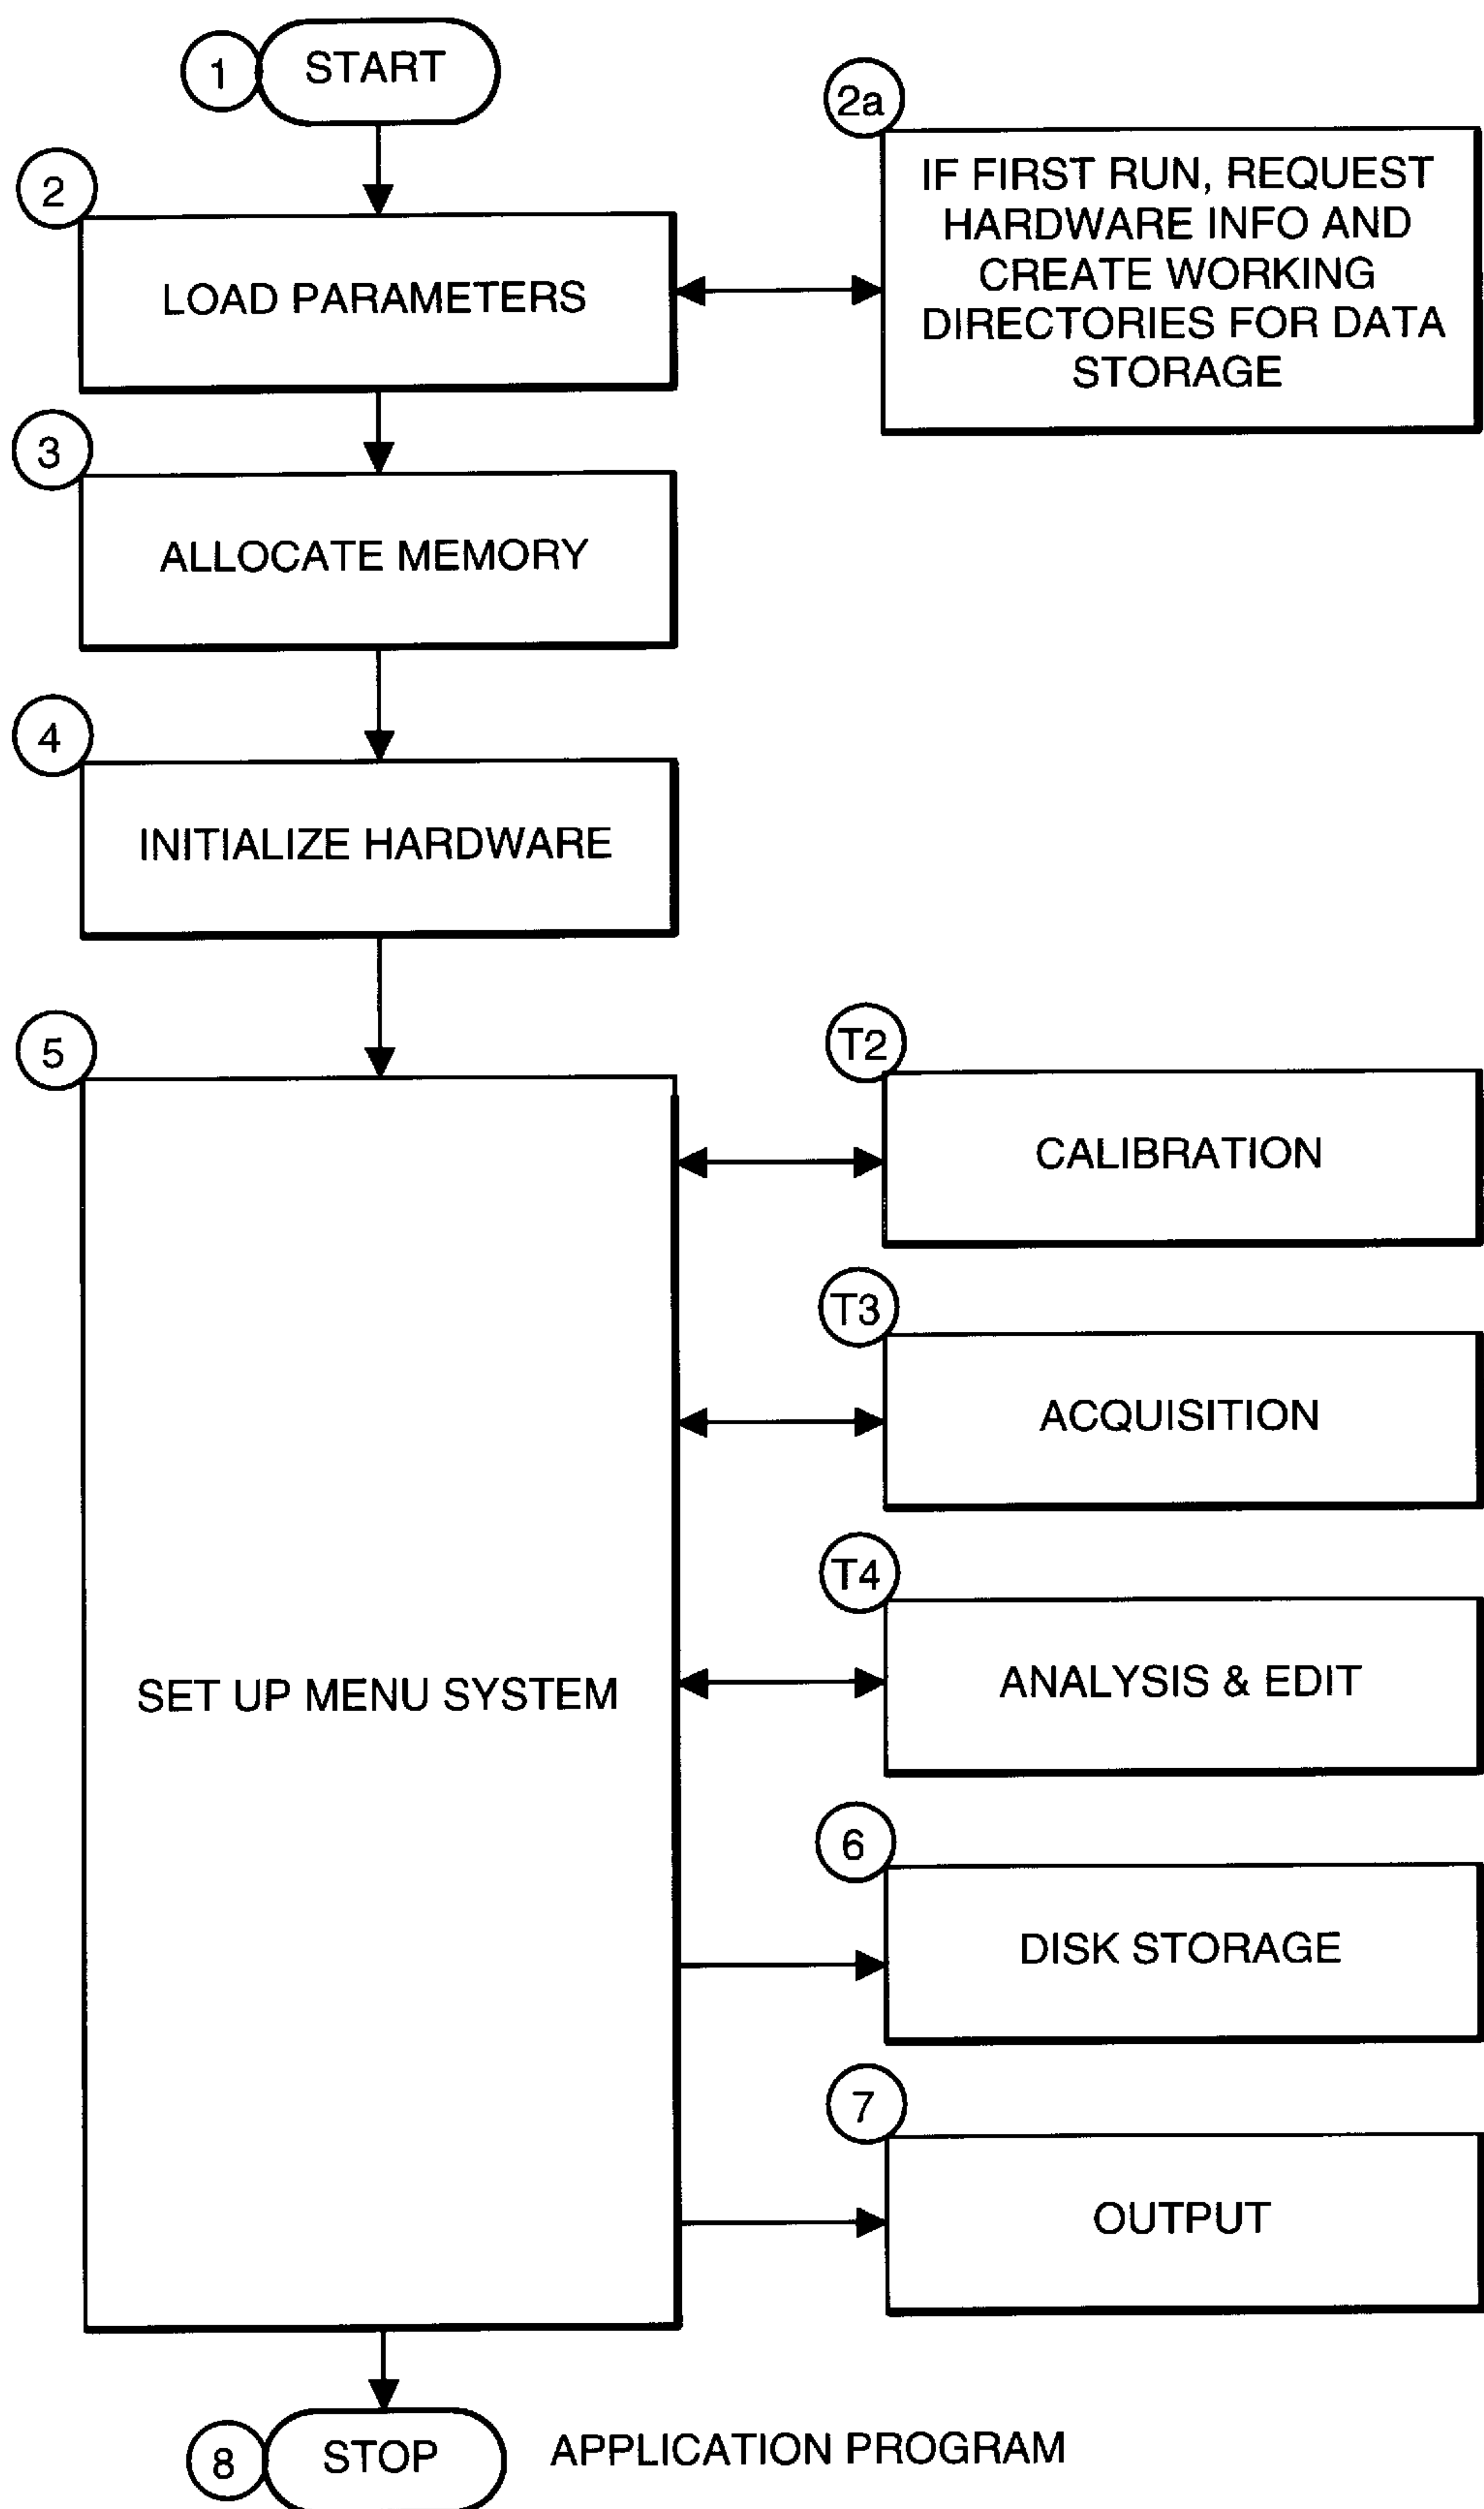 1
START
2
LOAD PARAMETERS
2a
IF FIRST RUN, REQUEST
HARDWARE INFO AND
CREATE WORKING
DIRECTORIES FOR DATA
STORAGE
3
ALLOCATE MEMORY
4
INITIALIZE HARDWARE
5
SET UP MENU SYSTEM
T2
CALIBRATION
T3
ACQUISITION
T4
ANALYSIS & EDIT
6
DISK STORAGE
7
OUTPUT
8
STOP
APPLICATION PROGRAM